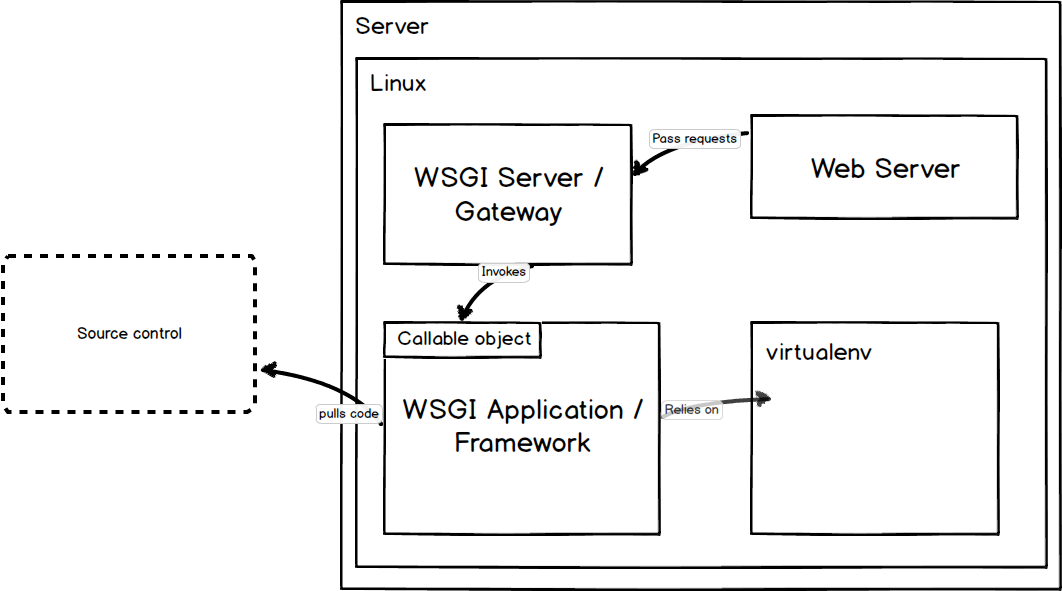 Server
Linux
Pass requests
WSGI Server /
Gateway
Web Server
Invokes
Source control
Callable object
virtualenv
pulls code
WSGI Application /
Framework
Relies on